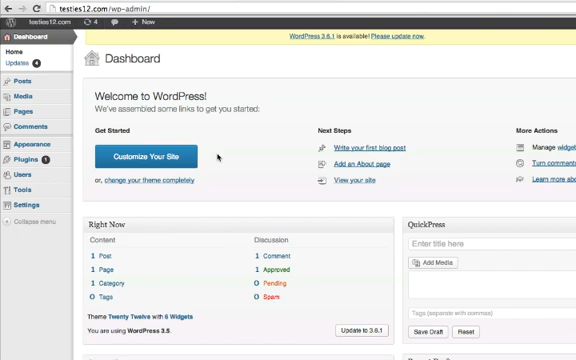 testies12.com/wp-admin/
testies12.com 4 + New
Dashboard
WordPress 3.6.1 is available! Please update now.
Home
Updates 4
Posts
Media
Pages
Comments
Appearance
Plugins 1
Users
Tools
Settings
Collapse menu
Dashboard
Welcome to WordPress!
We've assembled some links to get you started:
Get Started
Customize Your Site
or, change your theme completely
Next Steps
Write your first blog post
Add an About page
View your site
More Actions
Manage widget
Turn comments
Learn more abo
Right Now
Content
1 Post
1 Page
1 Category
0 Tags
Discussion
1 Comment
1 Approved
0 Pending
0 Spam
Theme Twenty Twelve with 6 Widgets
You are using WordPress 3.5.
Update to 3.6.1
QuickPress
Enter title here
Add Media
Tags (separate with commas)
Save Draft
Reset